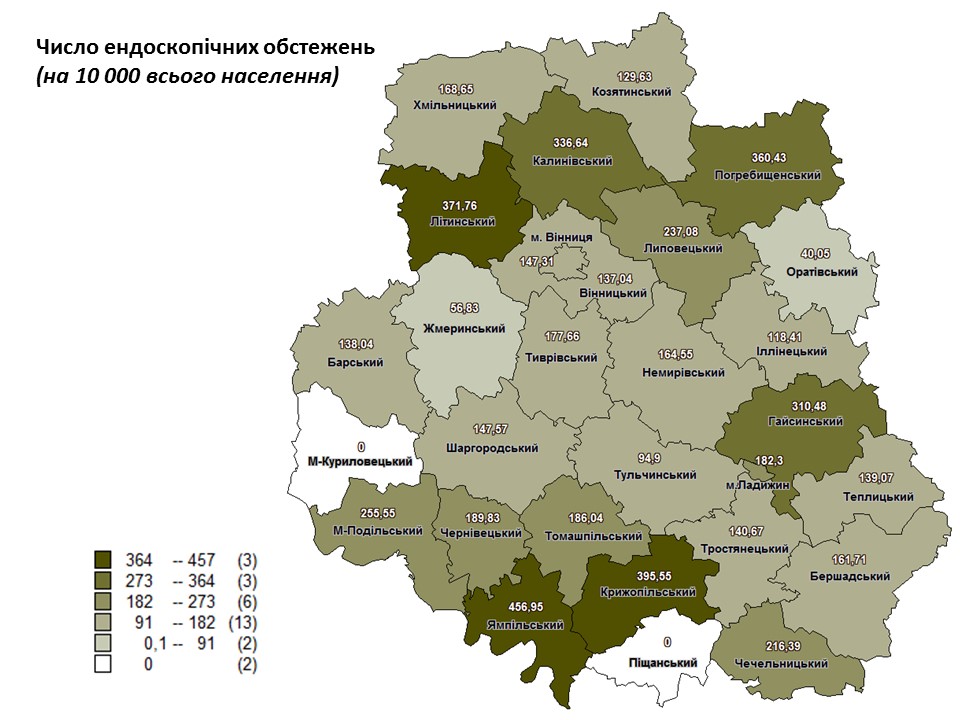 Число ендоскопічних обстежень
(на 10 000 всього населення)
168,65
Хмільницький
129,63
Козятинський
336,64
Калинівський
360,43
Погребищенський
371,76
Літинський
м. Вінниця
147,31
237,08
Липовецький
40,05
Оратівський
137,04
Вінницький
56,83
Жмеринський
138,04
Барський
177,66
Тиврівський
164,55
Немирівський
118,41
Іллінецький
310,48
Гайсинський
0
М-Куриловецький
147,57
Шаргородський
94,9
Тульчинський
182,3
м.Ладижин
139,07
Теплицький
255,55
М-Подільський
189,83
Чернівецький
186,04
Томашпільський
140,67
Тростянецький
161,71
Бершадський
395,55
Крижопільський
456,95
Ямпільський
0
Піщанський
216,39
Чечельницький
364 -- 457 (3)
273 -- 364 (3)
182 -- 273 (6)
91 -- 182 (13)
0,1 -- 91 (2)
0 (2)